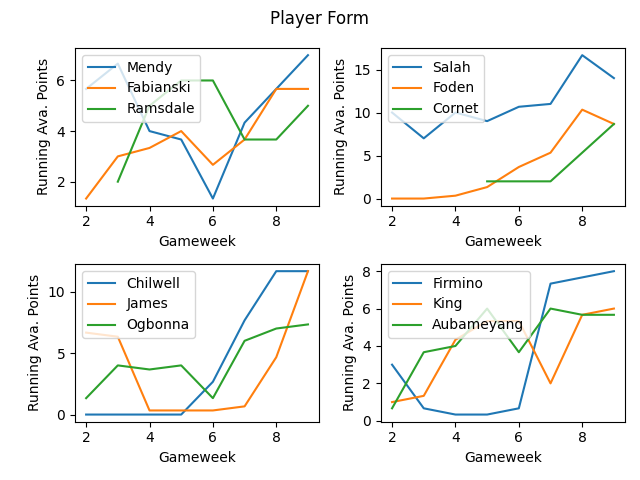 Player Form
Running Ava. Points
6
4
2
Mendy
Fabianski
Ramsdale
2 4 6 8
Gameweek
Running Ava. Points
15
10
5
0
Salah
Foden
Cornet
2 4 6 8
Gameweek
Running Ava. Points
10
5
0
Chilwell
James
Ogbonna
2 4 6 8
Gameweek
Running Ava. Points
8
6
4
2
0
Firmino
King
Aubameyang
2 4 6 8
Gameweek